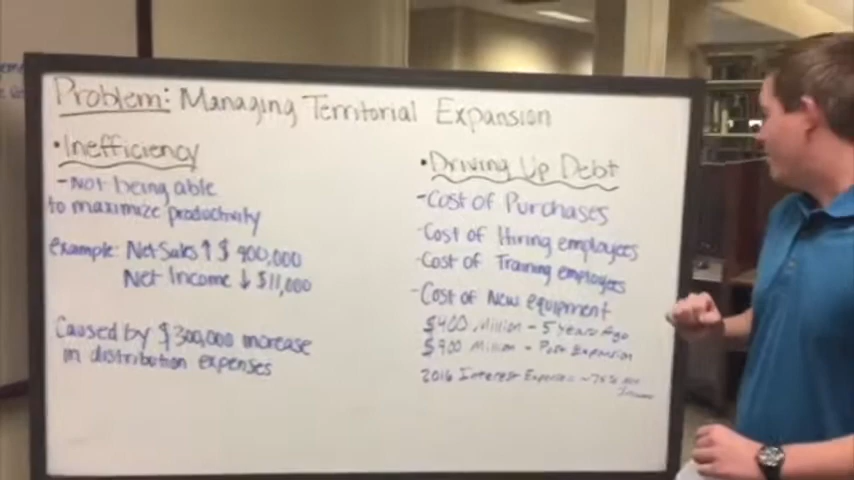 Problem: Managing Territorial Expansion
•Inefficiency
-Not being able
to maximize productivity
example: Net Sales ↑ $900,000
Net Income ↓ $11,000
Caused by $300,000 increase
in distribution expenses
•Driving Up Debt
-Cost of Purchases
-Cost of Hiring employees
-Cost of Training employees
-Cost of New equipment
$400 Million - 5 Years Ago
$900 Million - Post Expansion
2016 Interest Expense
Income